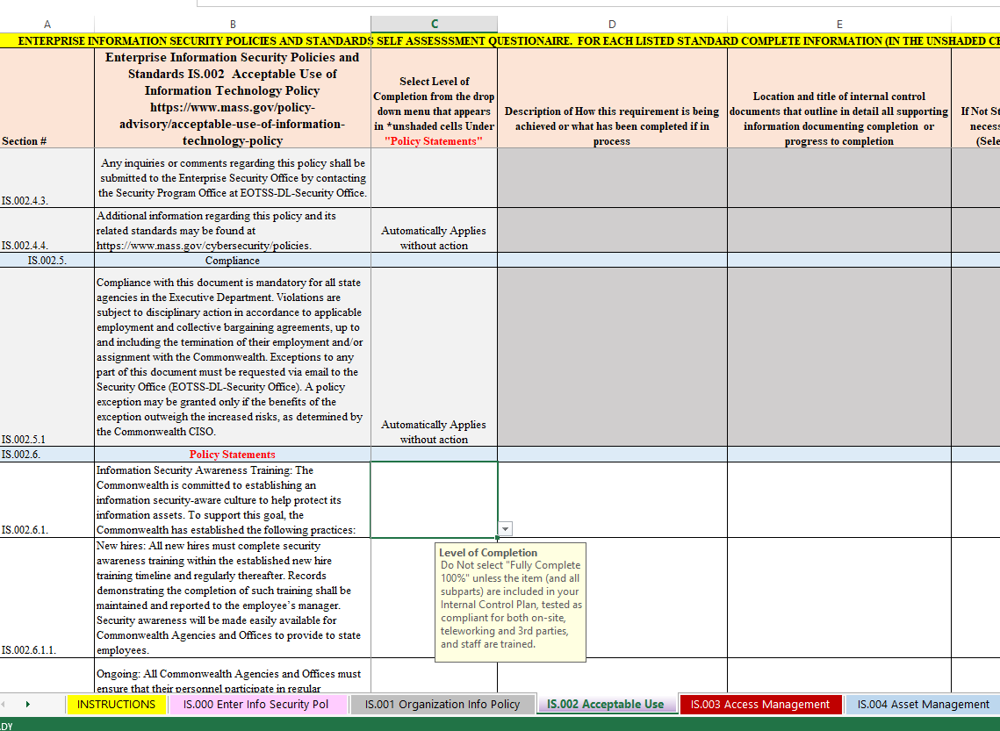 A B C D E
ENTERPRISE INFORMATION SECURITY POLICIES AND STANDARDS SELF ASSESSSMENT QUESTIONAIRE. FOR EACH LISTED STANDARD COMPLETE INFORMATION (IN THE UNSHADED CE
Section #
Enterprise Information Security Policies and
Standards IS.002 Acceptable Use of
Information Technology Policy
https://www.mass.gov/policy-
advisory/acceptable-use-of-information-
technology-policy
Select Level of
Completion from the drop
down menu that appears
in *unshaded cells Under
"Policy Statements"
Description of How this requirement is being
achieved or what has been completed if in
process
Location and title of internal control
documents that outline in detail all supporting
information documenting completion or
progress to completion
If Not St
neces
(Sele
IS.002.4.3.
Any inquiries or comments regarding this policy shall be
submitted to the Enterprise Security Office by contacting
the Security Program Office at EOTSS-DL-Security Office.
IS.002.4.4.
Additional information regarding this policy and its
related standards may be found at
https://www.mass.gov/cybersecurity/policies.
Automatically Applies
without action
IS.002.5.
Compliance
IS.002.5.1
Compliance with this document is mandatory for all state
agencies in the Executive Department. Violations are
subject to disciplinary action in accordance to applicable
employment and collective bargaining agreements, up to
and including the termination of their employment and/or
assignment with the Commonwealth. Exceptions to any
part of this document must be requested via email to the
Security Office (EOTSS-DL-Security Office). A policy
exception may be granted only if the benefits of the
exception outweigh the increased risks, as determined by
the Commonwealth CISO.
Automatically Applies
without action
IS.002.6.
Policy Statements
IS.002.6.1.
Information Security Awareness Training: The
Commonwealth is committed to establishing an
information security-aware culture to help protect its
information assets. To support this goal, the
Commonwealth has established the following practices:
IS.002.6.1.1.
New hires: All new hires must complete security
awareness training within the established new hire
training timeline and regularly thereafter. Records
demonstrating the completion of such training shall be
maintained and reported to the employee's manager.
Security awareness will be made easily available for
Commonwealth Agencies and Offices to provide to state
employees.
Level of Completion
Do Not select "Fully Complete
100%" unless the item (and all
subparts) are included in your
Internal Control Plan, tested as
compliant for both on-site,
teleworking and 3rd parties,
and staff are trained.
Ongoing: All Commonwealth Agencies and Offices must
ensure that their personnel participate in regular
INSTRUCTIONS
IS.000 Enter Info Security Pol
IS.001 Organization Info Policy
IS.002 Acceptable Use
IS.003 Access Management
IS.004 Asset Management
DY